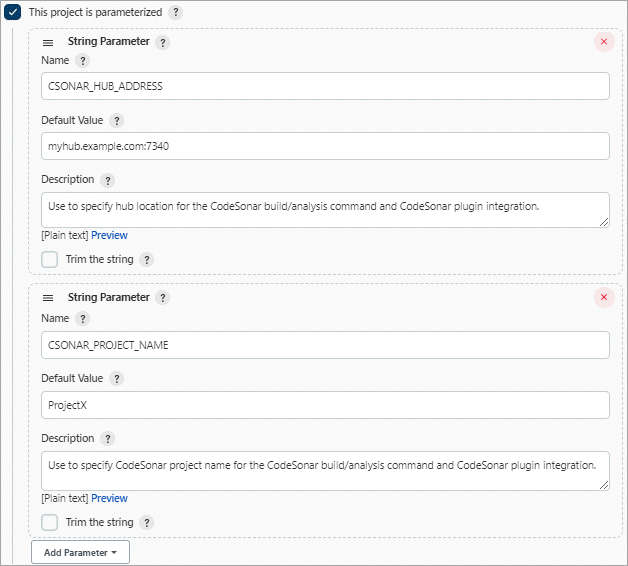 This project is parameterized ?
String Parameter ?
Name ?
CSONAR_HUB_ADDRESS
Default Value ?
myhub.example.com:7340
Description ?
Use to specify hub location for the CodeSonar build/analysis command and CodeSonar plugin integration.
[Plain text] Preview
Trim the string ?
String Parameter ?
Name ?
CSONAR_PROJECT_NAME
Default Value ?
ProjectX
Description ?
Use to specify CodeSonar project name for the CodeSonar build/analysis command and CodeSonar plugin integration.
[Plain text] Preview
Trim the string ?
Add Parameter